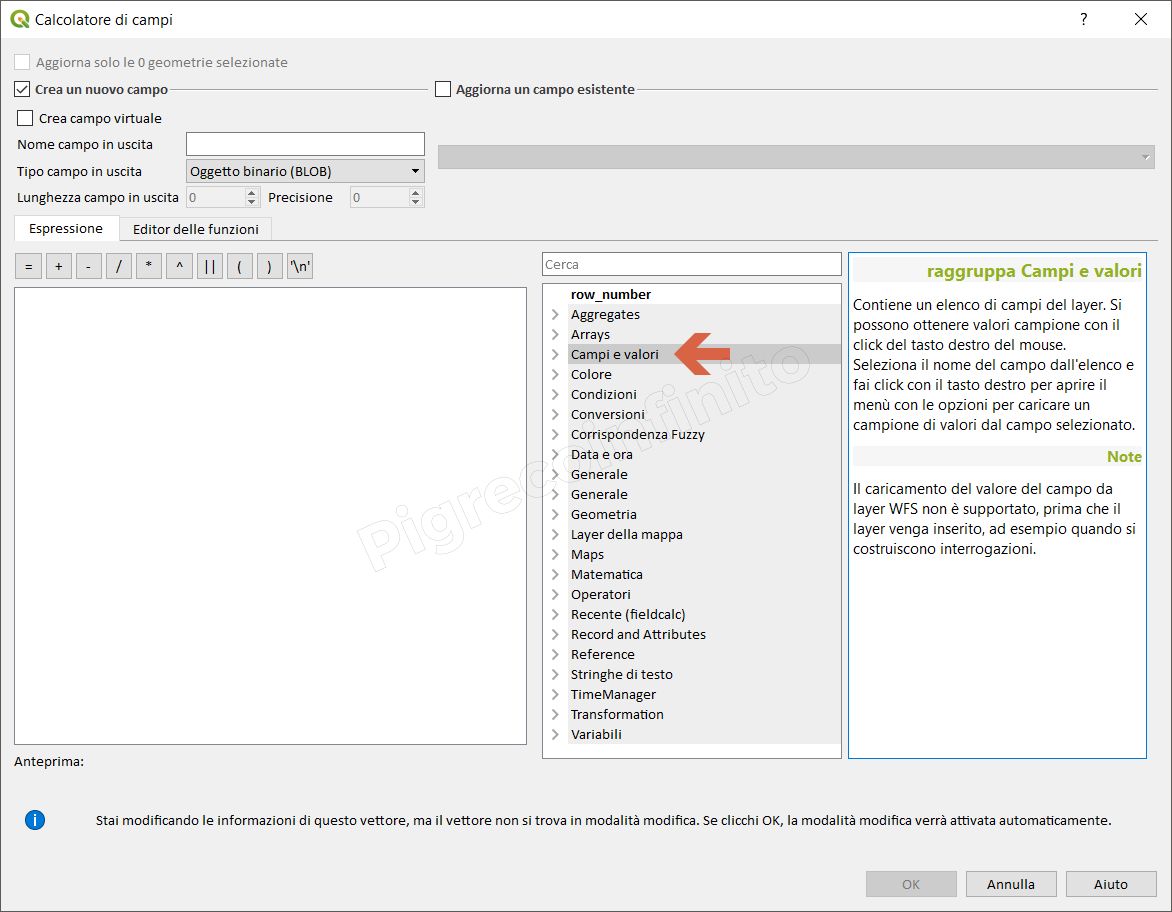 Calcolatore di campi
?
Aggiorna solo le 0 geometrie selezionate
Crea un nuovo campo
Aggiorna un campo esistente
Crea campo virtuale
Nome campo in uscita
Tipo campo in uscita
Oggetto binario (BLOB)
Lunghezza campo in uscita
0
Precisione
0
Espressione
Editor delle funzioni
= + - / * ^ || ( ) '\n'
Cerca
row_number
Aggregates
Arrays
Campi e valori
Colore
Condizioni
Conversioni
Corrispondenza Fuzzy
Data e ora
Generale
Generale
Geometria
Layer della mappa
Maps
Matematica
Operatori
Recente (fieldcalc)
Record and Attributes
Reference
Stringhe di testo
TimeManager
Transformation
Variabili
raggruppa Campi e valori
Contiene un elenco di campi del layer. Si
possono ottenere valori campione con il
click del tasto destro del mouse.
Seleziona il nome del campo dall'elenco e
fai click con il tasto destro per aprire il
menù con le opzioni per caricare un
campione di valori dal campo selezionato.
Note
Il caricamento del valore del campo da
layer WFS non è supportato, prima che il
layer venga inserito, ad esempio quando si
costruiscono interrogazioni.
Pigrecoinfinito
Anteprima:
Stai modificando le informazioni di questo vettore, ma il vettore non si trova in modalità modifica. Se clicchi OK, la modalità modifica verrà attivata automaticamente.
OK
Annulla
Aiuto